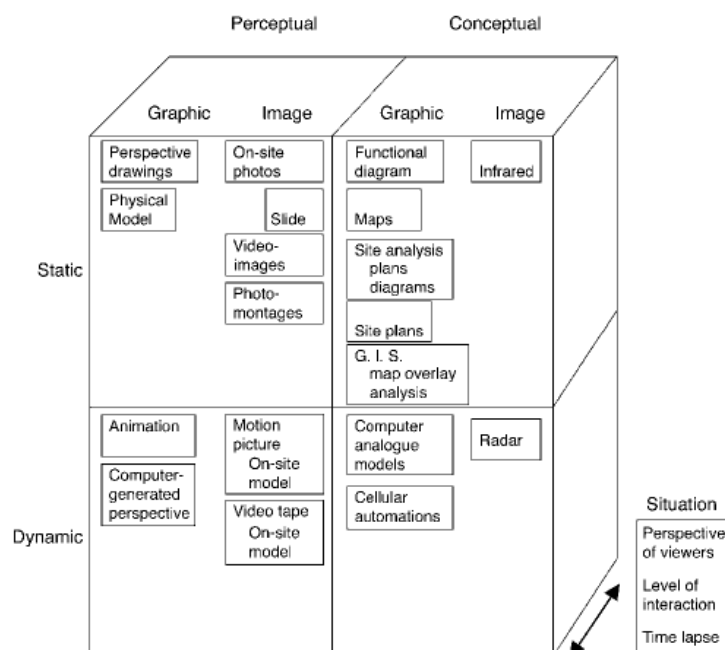 Perceptual
Conceptual
Graphic
Image
Graphic
Image
Static
Perspective
drawings
Physical
Model
On-site
photos
Slide
Video-
images
Photo-
montages
Functional
diagram
Maps
Site analysis
plans
diagrams
Site plans
G. I. S.
map overlay
analysis
Infrared
Dynamic
Animation
Computer-
generated
perspective
Motion
picture
On-site
model
Video tape
On-site
model
Computer
analogue
models
Cellular
automations
Radar
Situation
Perspective
of viewers
Level of
interaction
Time lapse